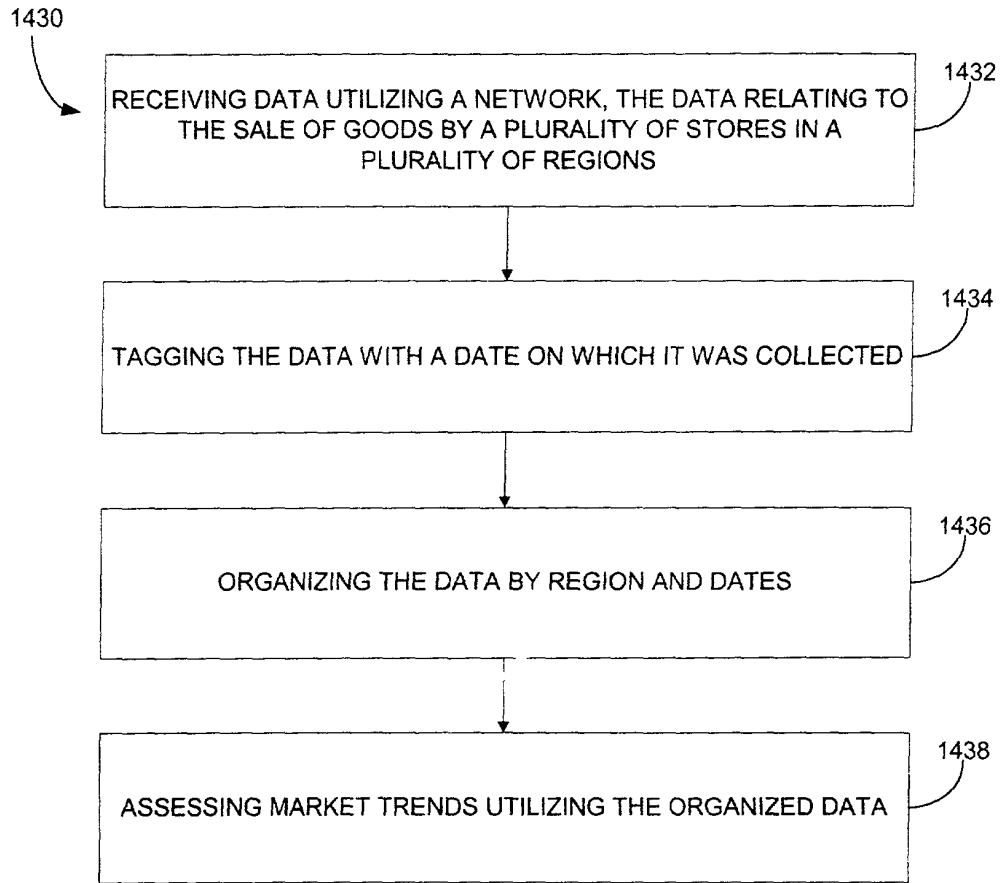 1430
1432
RECEIVING DATA UTILIZING A NETWORK, THE DATA RELATING TO
THE SALE OF GOODS BY A PLURALITY OF STORES IN A
PLURALITY OF REGIONS
1434
TAGGING THE DATA WITH A DATE ON WHICH IT WAS COLLECTED
1436
ORGANIZING THE DATA BY REGION AND DATES
1438
ASSESSING MARKET TRENDS UTILIZING THE ORGANIZED DATA